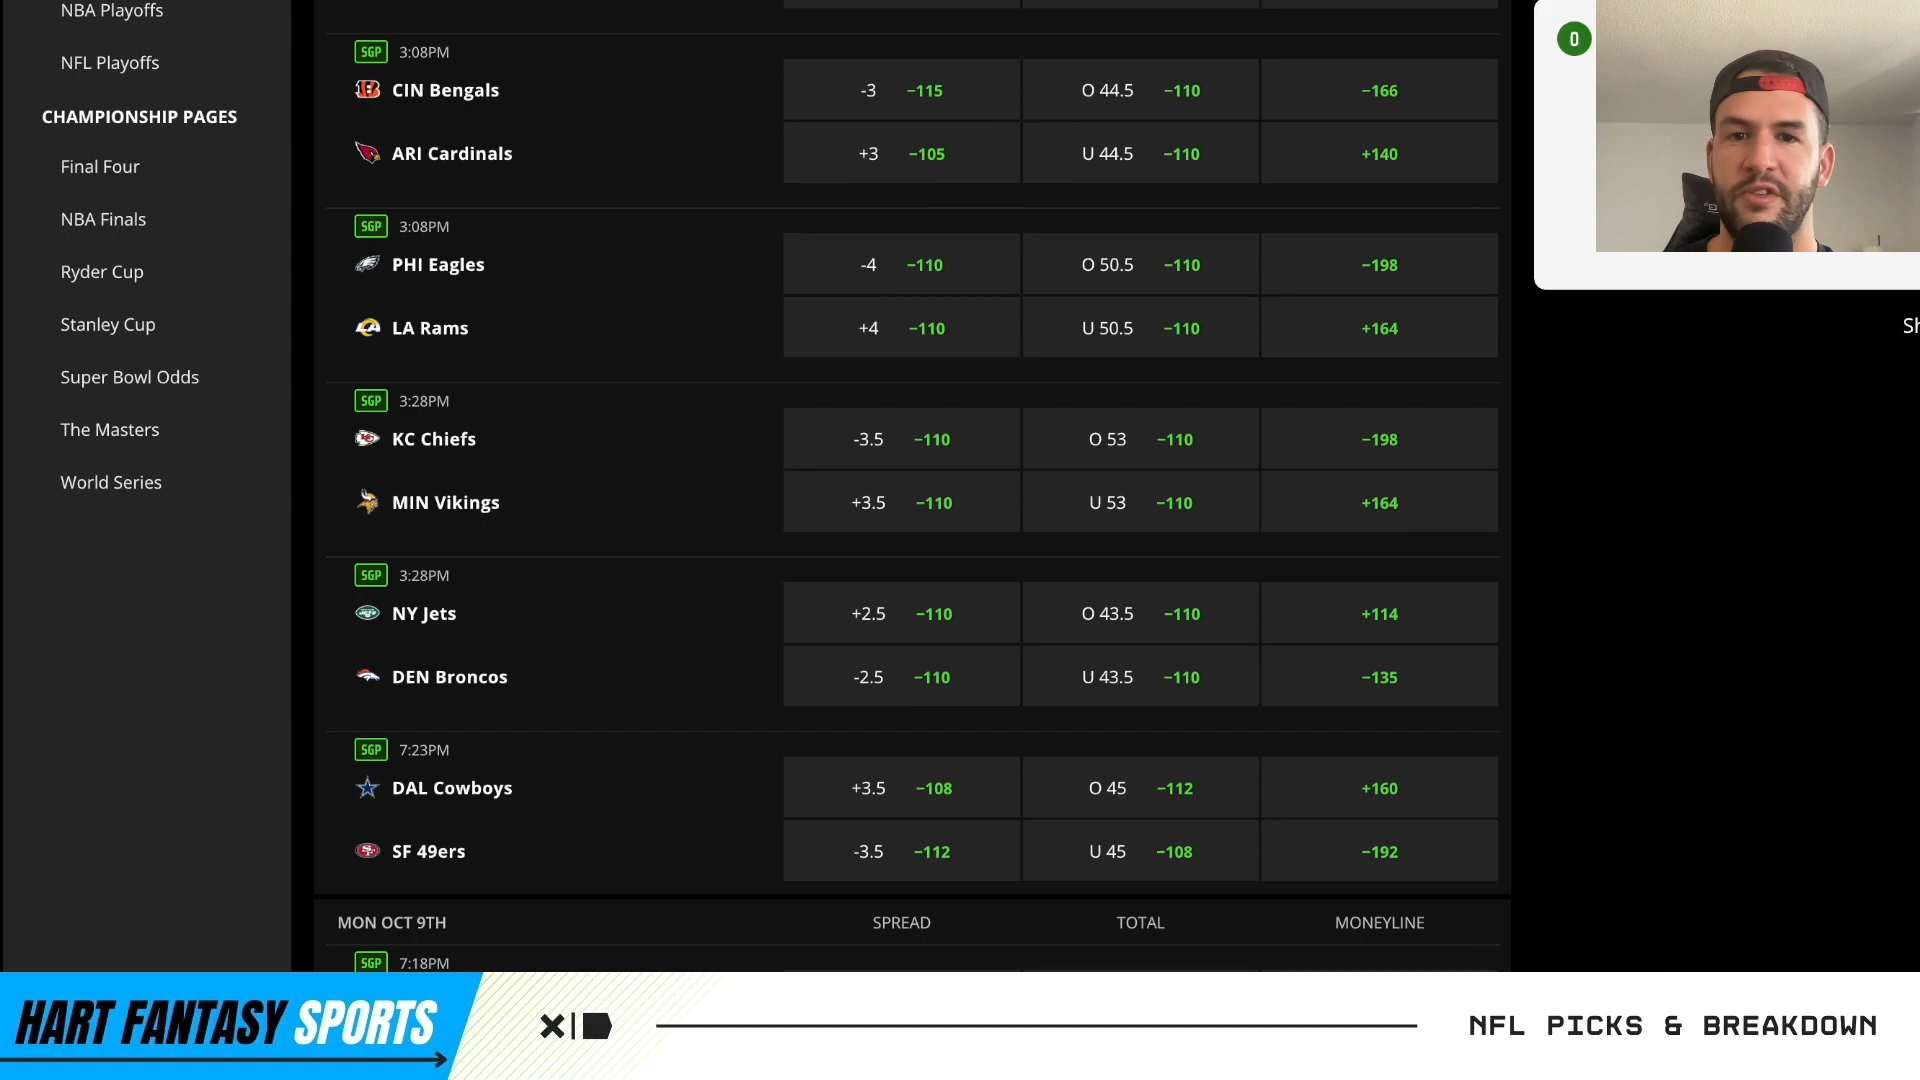 NBA Playoffs
NFL Playoffs
CHAMPIONSHIP PAGES
Final Four
NBA Finals
Ryder Cup
Stanley Cup
Super Bowl Odds
The Masters
World Series
SGP 3:08PM
CIN Bengals -3 −115 O 44.5 −110 −166
ARI Cardinals +3 −105 U 44.5 −110 +140
SGP 3:08PM
PHI Eagles -4 −110 O 50.5 −110 −198
LA Rams +4 −110 U 50.5 −110 +164
SGP 3:28PM
KC Chiefs -3.5 −110 O 53 −110 −198
MIN Vikings +3.5 −110 U 53 −110 +164
SGP 3:28PM
NY Jets +2.5 −110 O 43.5 −110 +114
DEN Broncos -2.5 −110 U 43.5 −110 −135
SGP 7:23PM
DAL Cowboys +3.5 −108 O 45 −112 +160
SF 49ers -3.5 −112 U 45 −108 −192
MON OCT 9TH SPREAD TOTAL MONEYLINE
SGP 7:18PM
0
Sh
HART FANTASY SPORTS
NFL PICKS & BREAKDOWN